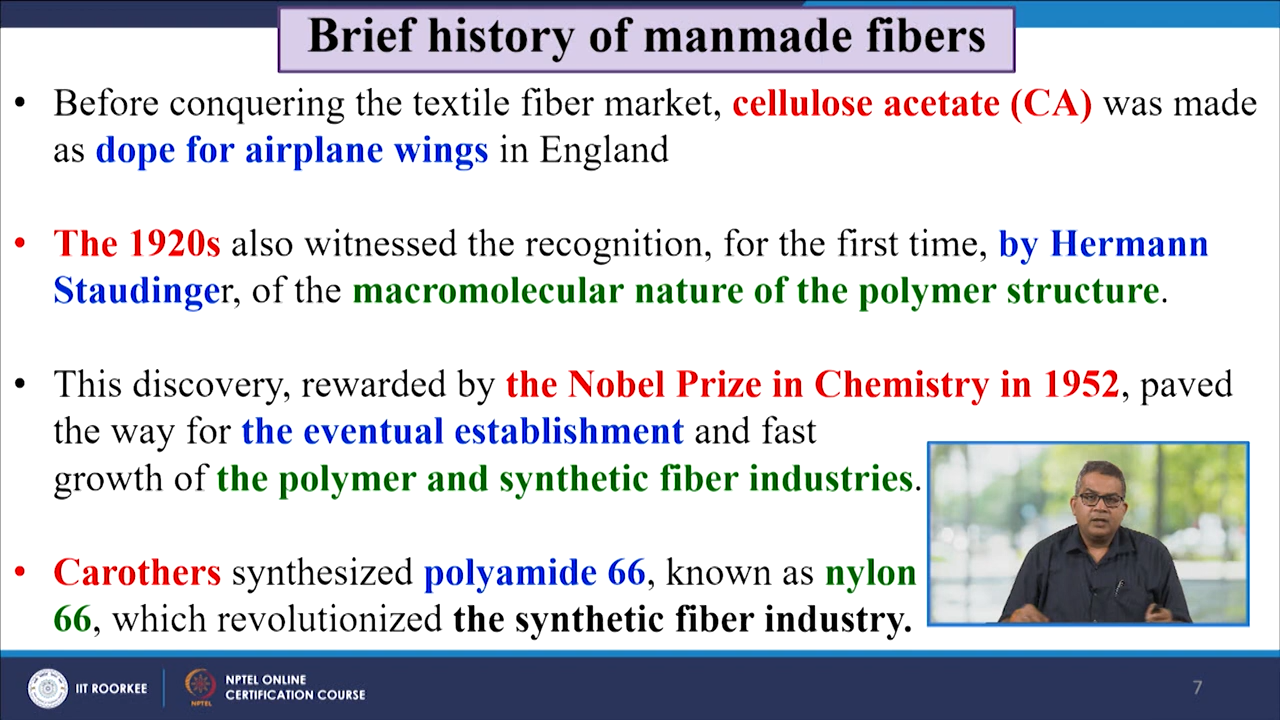 Brief history of manmade fibers
• Before conquering the textile fiber market, cellulose acetate (CA) was made
as dope for airplane wings in England
• The 1920s also witnessed the recognition, for the first time, by Hermann
Staudinger, of the macromolecular nature of the polymer structure.
• This discovery, rewarded by the Nobel Prize in Chemistry in 1952, paved
the way for the eventual establishment and fast
growth of the polymer and synthetic fiber industries.
• Carothers synthesized polyamide 66, known as nylon
66, which revolutionized the synthetic fiber industry.
IIT ROORKEE
NPTEL
NPTEL ONLINE
CERTIFICATION COURSE
7